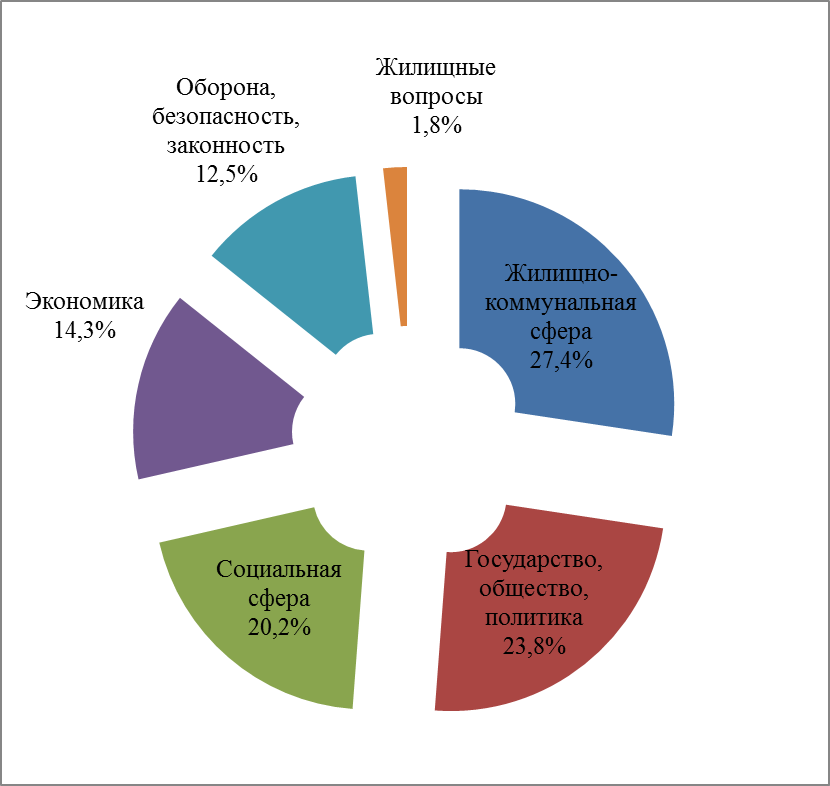 Жилищные
вопросы
1,8%
Оборона,
безопасность,
законность
12,5%
Жилищно-
коммунальная
сфера
27,4%
Экономика
14,3%
Социальная
сфера
20,2%
Государство,
общество,
политика
23,8%